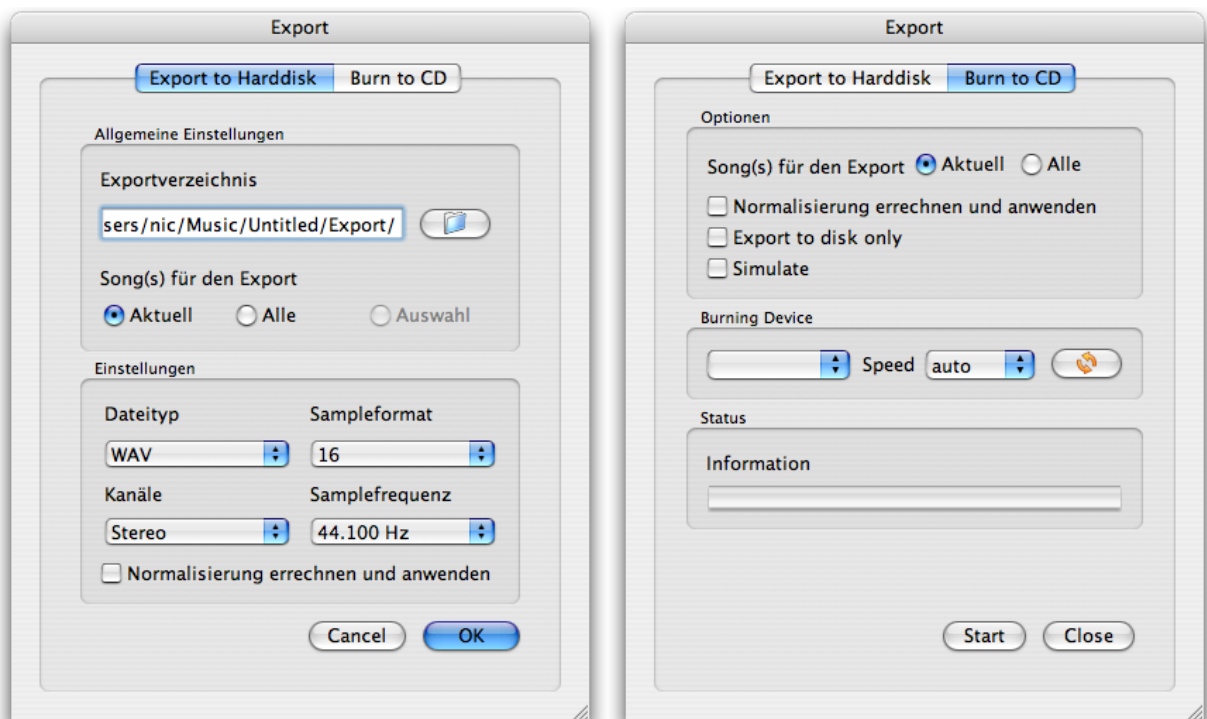 Export
Export to Harddisk Burn to CD
Allgemeine Einstellungen
Exportverzeichnis
sers/nic/Music/Untitled/Export/
Song(s) für den Export
Aktuell Alle Auswahl
Einstellungen
Dateityp Sampleformat
WAV 16
Kanäle Samplefrequenz
Stereo 44.100 Hz
Normalisierung errechnen und anwenden
Cancel OK
Export
Export to Harddisk Burn to CD
Optionen
Song(s) für den Export Aktuell Alle
Normalisierung errechnen und anwenden
Export to disk only
Simulate
Burning Device
Speed auto
Status
Information
Start Close